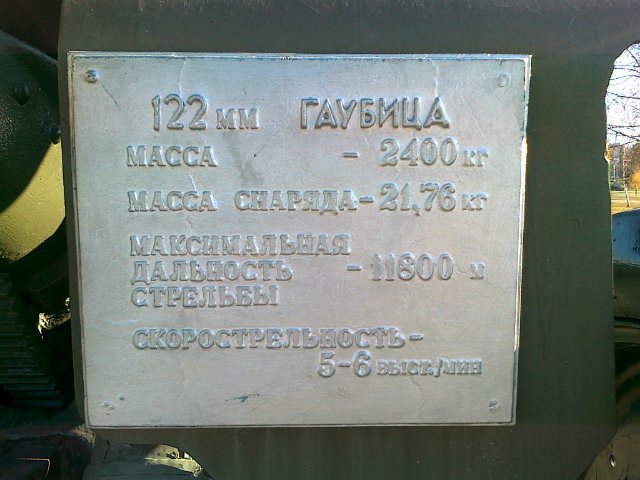 122 мм ГАУБИЦА
МАССА - 2400 кг
МАССА СНАРЯДА - 21,76 кг
МАКСИМАЛЬНАЯ
ДАЛЬНОСТЬ - 11800 м
СТРЕЛЬБЫ
СКОРОСТРЕЛЬНОСТЬ -
5-6 выст./мин